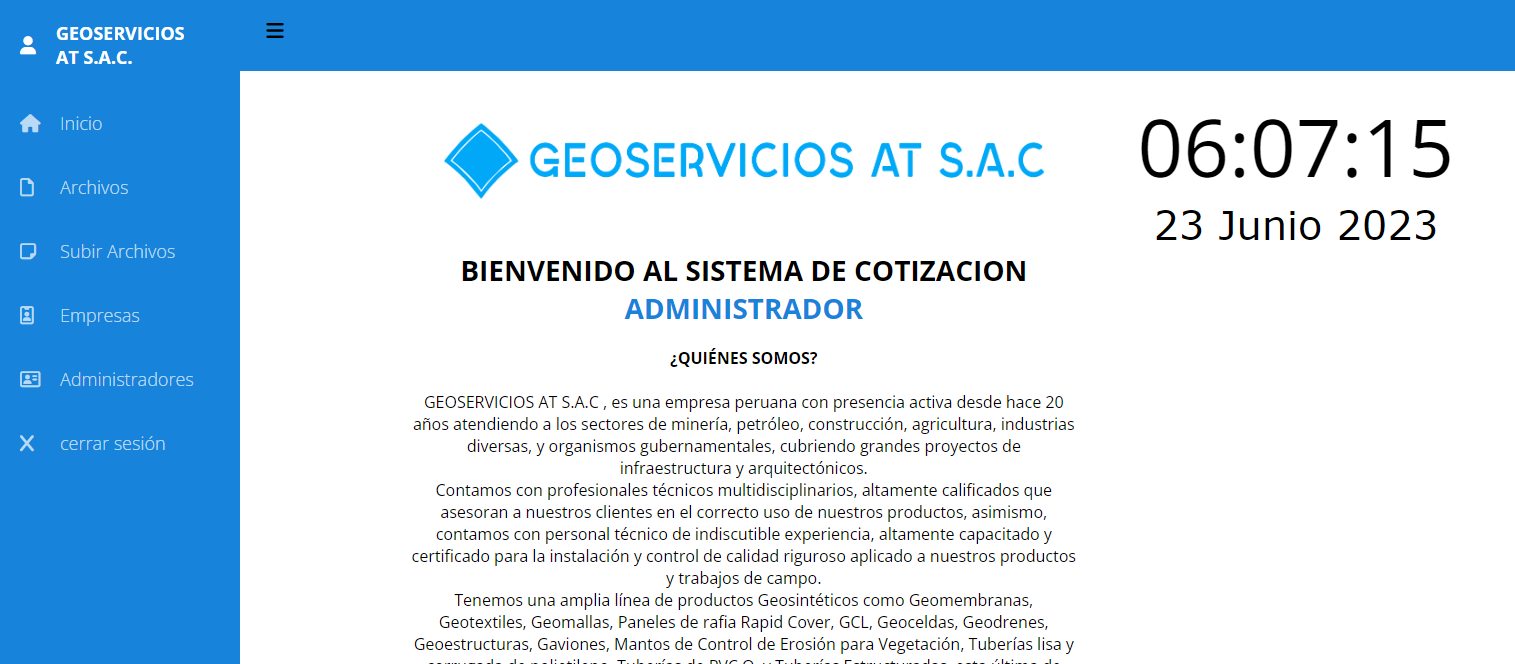 GEOSERVICIOS
AT S.A.C.
Inicio
Archivos
Subir Archivos
Empresas
Administradores
cerrar sesión
GEOSERVICIOS AT S.A.C
06:07:15
23 Junio 2023
BIENVENIDO AL SISTEMA DE COTIZACION
ADMINISTRADOR
¿QUIÉNES SOMOS?
GEOSERVICIOS AT S.A.C , es una empresa peruana con presencia activa desde hace 20
años atendiendo a los sectores de minería, petróleo, construcción, agricultura, industrias
diversas, y organismos gubernamentales, cubriendo grandes proyectos de
infraestructura y arquitectónicos.
Contamos con profesionales técnicos multidisciplinarios, altamente calificados que
asesoran a nuestros clientes en el correcto uso de nuestros productos, asimismo,
contamos con personal técnico de indiscutible experiencia, altamente capacitado y
certificado para la instalación y control de calidad riguroso aplicado a nuestros productos
y trabajos de campo.
Tenemos una amplia línea de productos Geosintéticos como Geomembranas,
Geotextiles, Geomallas, Paneles de rafia Rapid Cover, GCL, Geoceldas, Geodrenes,
Geoestructuras, Gaviones, Mantos de Control de Erosión para Vegetación, Tuberías lisa y